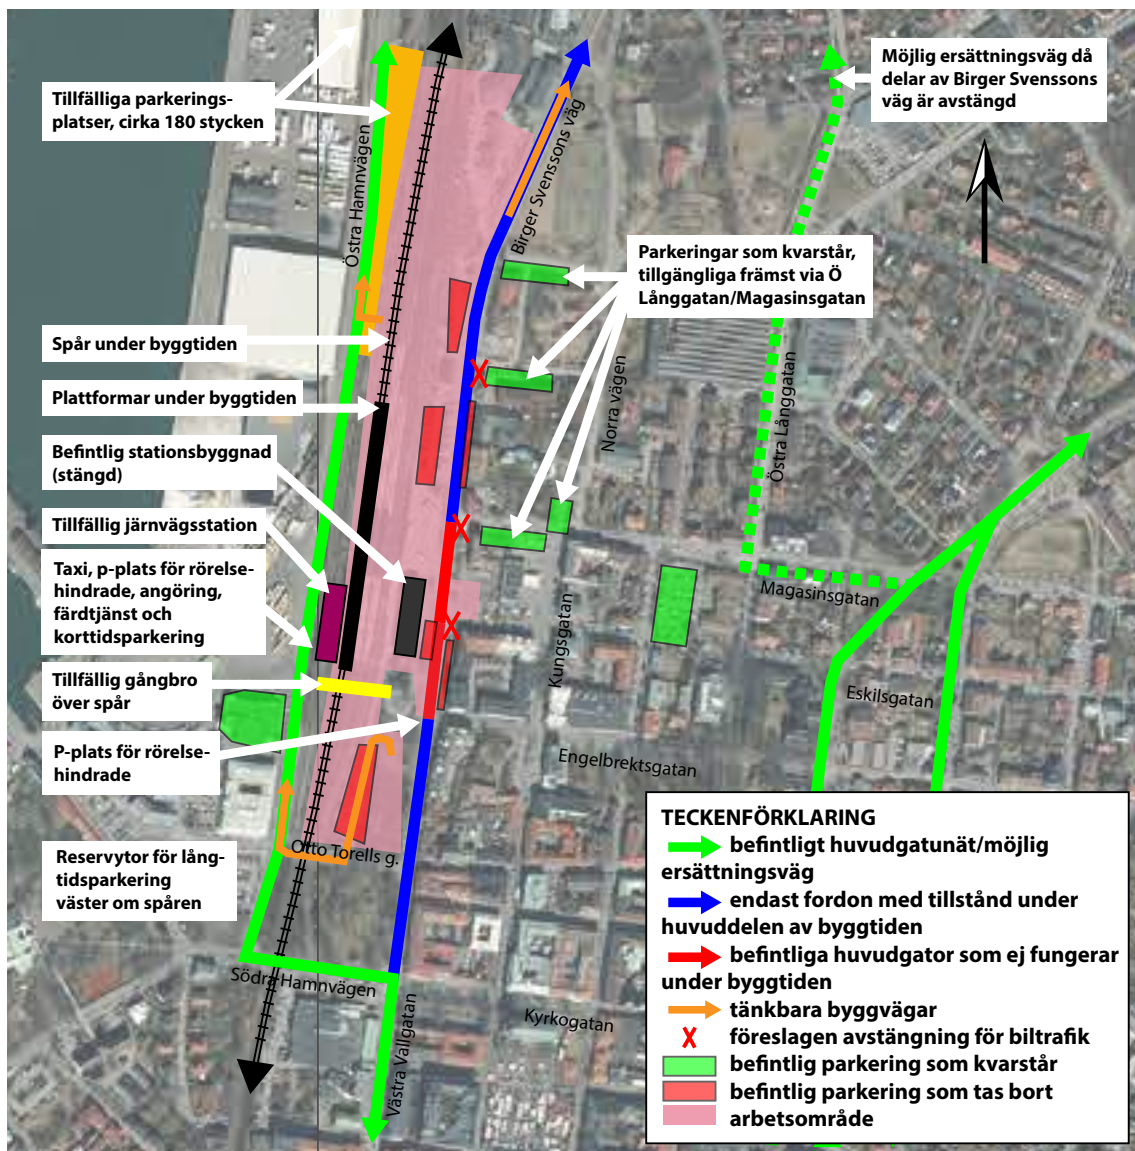 Tillfälliga parkerings-
platser, cirka 180 stycken
Möjlig ersättningsväg då
delar av Birger Svenssons
väg är avstängd
Östra Hamnvägen
Birger Svenssons väg
Parkeringar som kvarstår,
tillgängliga främst via Ö
Långgatan/Magasinsgatan
Spår under byggtiden
Plattformar under byggtiden
Norra vägen
Östra Långgatan
Befintlig stationsbyggnad
(stängd)
Tillfällig järnvägsstation
Taxi, p-plats för rörelse-
hindrade, angöring,
färdtjänst och
korttidsparkering
Magasinsgatan
Kungsgatan
Tillfällig gångbro
över spår
Eskilsgatan
P-plats för rörelse-
hindrade
Engelbrektsgatan
Otto Torells g.
Reservytor för lång-
tidsparkering
väster om spåren
Södra Hamnvägen
Västra Vallgatan
Kyrkogatan
TECKENFÖRKLARING
befintligt huvudgatunät/möjlig
ersättningsväg
endast fordon med tillstånd under
huvuddelen av byggtiden
befintliga huvudgator som ej fungerar
under byggtiden
tänkbara byggvägar
föreslagen avstängning för biltrafik
befintlig parkering som kvarstår
befintlig parkering som tas bort
arbetsområde